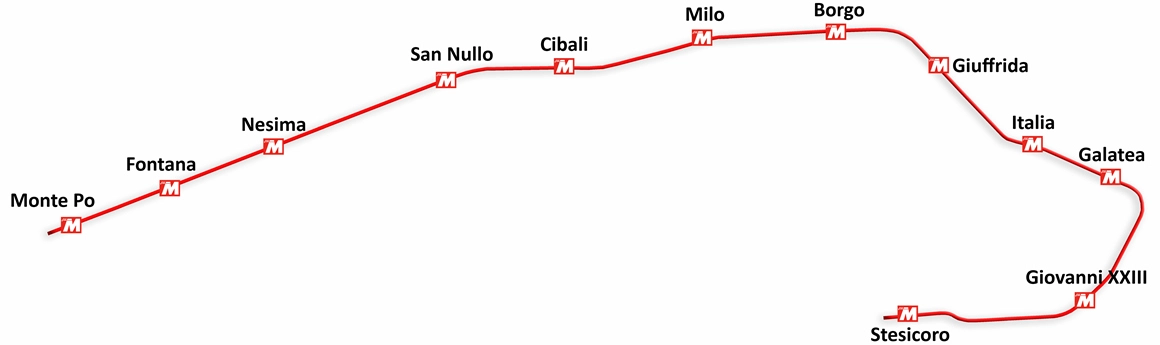 Monte Po
Fontana
Nesima
San Nullo
Cibali
Milo
Borgo
Giuffrida
Italia
Galatea
Giovanni XXIII
Stesicoro
M
M
M
M
M
M
M
M
M
M
M
M